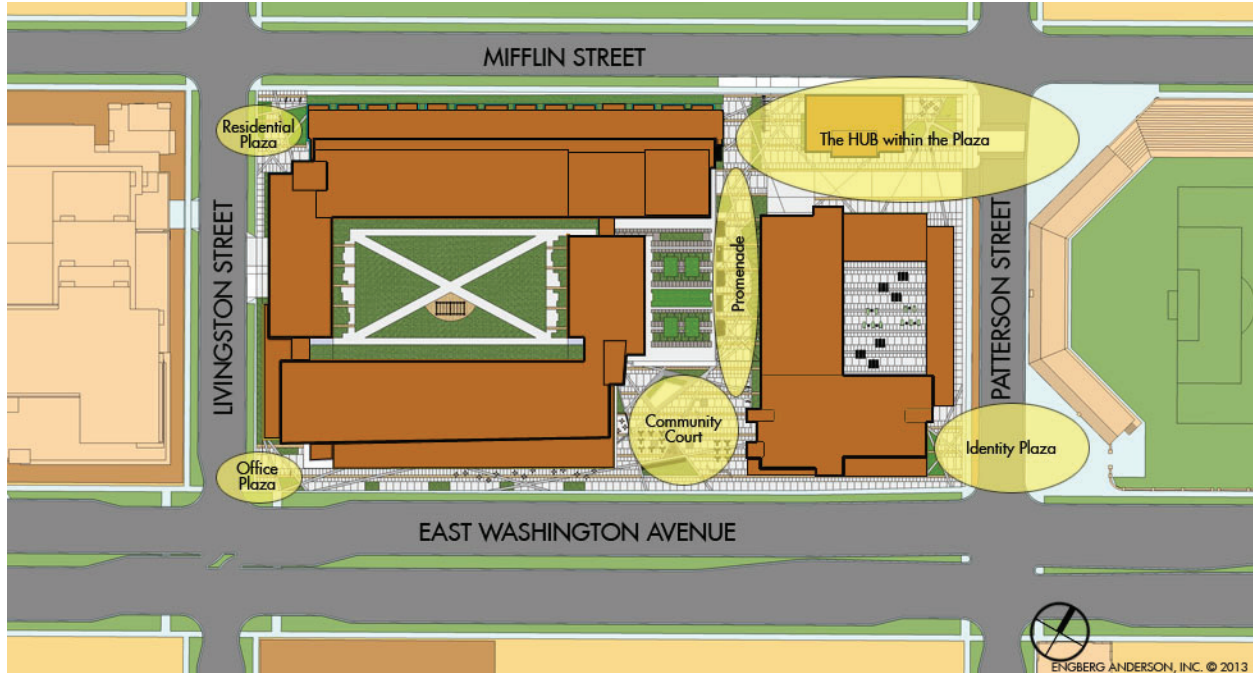 MIFFLIN STREET
Residential
Plaza
The HUB within the Plaza
LIVINGSTON STREET
Promenade
PATTERSON STREET
Community
Court
Identity Plaza
Office
Plaza
EAST WASHINGTON AVENUE
ENGBERG ANDERSON, INC. © 2013